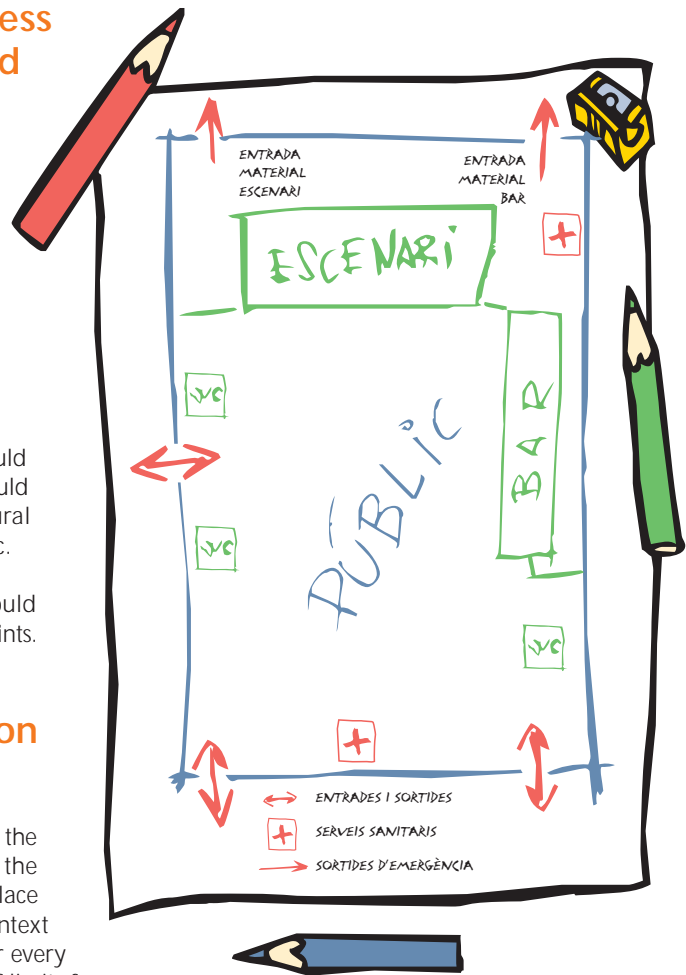 ess
d
uld
uld
ural
c.
ould
ints.
on
the
the
lace
ntext
r every
ENTRADA
MATERIAL
ESCENARI
ENTRADA
MATERIAL
BAR
ESCENARI
WC
BAR
PÚBLIC
WC
WC
ENTRADES I SORTIDES
SERVEIS SANITARIS
SORTIDES D'EMERGÈNCIA